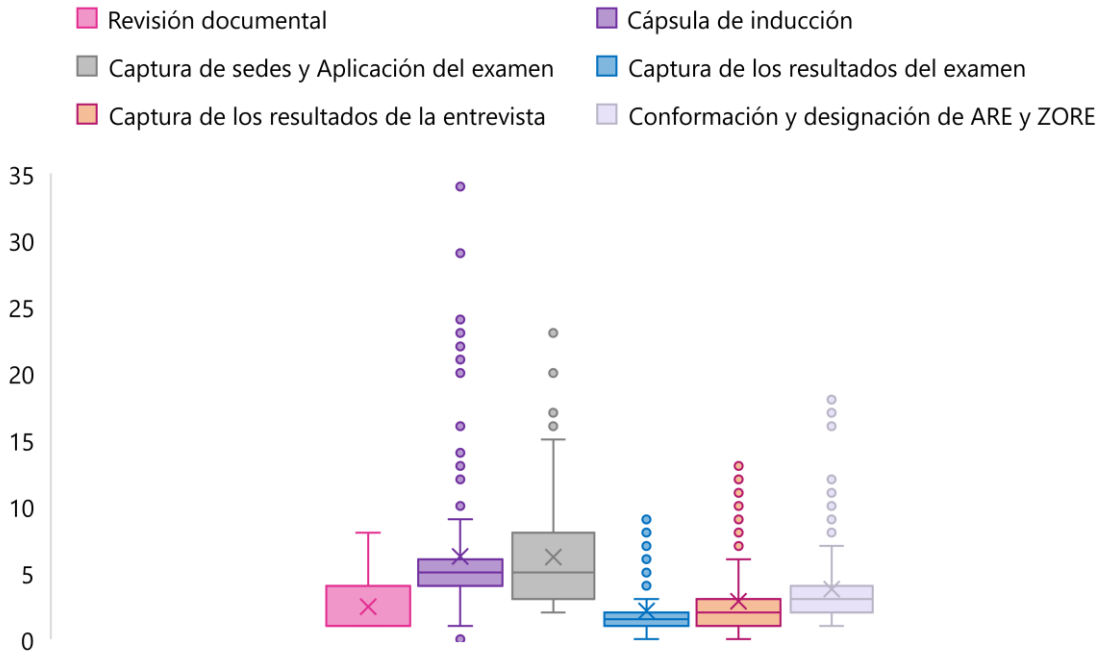 Revisión documental
Cápsula de inducción
Captura de sedes y Aplicación del examen
Captura de los resultados del examen
Captura de los resultados de la entrevista
Conformación y designación de ARE y ZORE
35
30
25
20
15
10
5
0